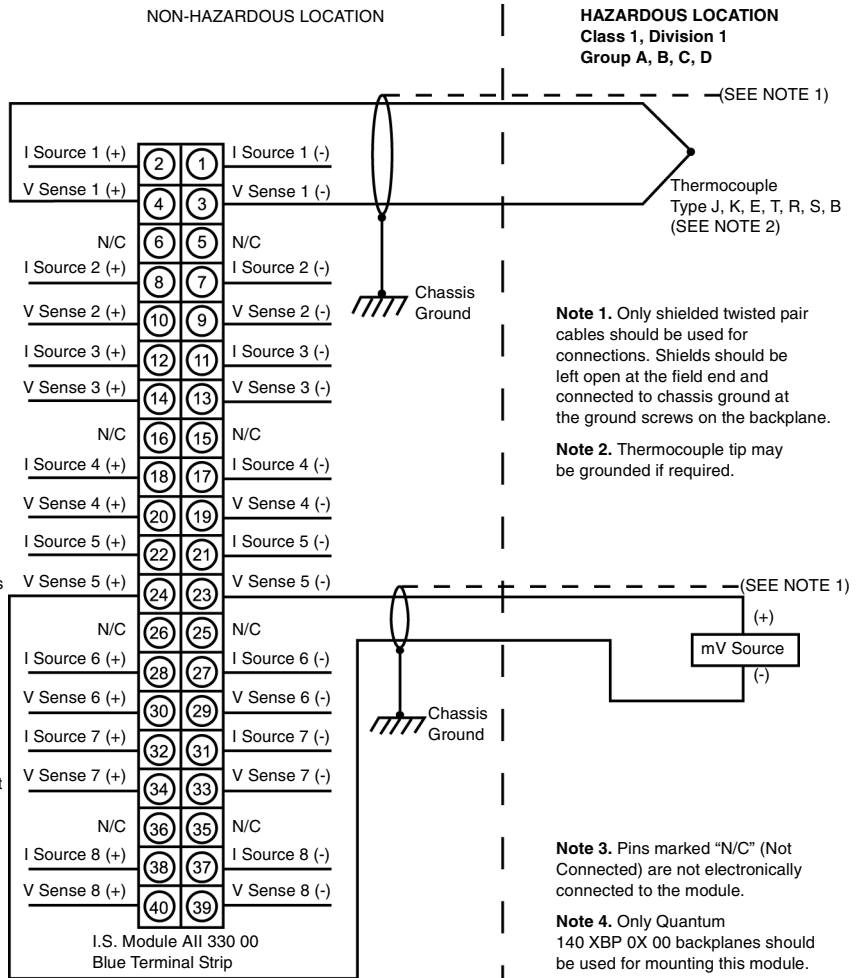 NON-HAZARDOUS LOCATION
HAZARDOUS LOCATION
Class 1, Division 1
Group A, B, C, D
(SEE NOTE 1)
I Source 1 (+) 2 1 I Source 1 (-)
V Sense 1 (+) 4 3 V Sense 1 (-)
Thermocouple
Type J, K, E, T, R, S, B
(SEE NOTE 2)
N/C 6 5 N/C
I Source 2 (+) 8 7 I Source 2 (-)
Chassis
Ground
V Sense 2 (+) 10 9 V Sense 2 (-)
I Source 3 (+) 12 11 I Source 3 (-)
V Sense 3 (+) 14 13 V Sense 3 (-)
N/C 16 15 N/C
I Source 4 (+) 18 17 I Source 4 (-)
V Sense 4 (+) 20 19 V Sense 4 (-)
I Source 5 (+) 22 21 I Source 5 (-)
V Sense 5 (+) 24 23 V Sense 5 (-)
N/C 26 25 N/C
I Source 6 (+) 28 27 I Source 6 (-)
V Sense 6 (+) 30 29 V Sense 6 (-)
I Source 7 (+) 32 31 I Source 7 (-)
V Sense 7 (+) 34 33 V Sense 7 (-)
N/C 36 35 N/C
I Source 8 (+) 38 37 I Source 8 (-)
V Sense 8 (+) 40 39 V Sense 8 (-)
I.S. Module AII 330 00
Blue Terminal Strip
Note 1. Only shielded twisted pair
cables should be used for
connections. Shields should be
left open at the field end and
connected to chassis ground at
the ground screws on the backplane.
Note 2. Thermocouple tip may
be grounded if required.
(SEE NOTE 1)
(+)
mV Source
(-)
Chassis
Ground
Note 3. Pins marked “N/C” (Not
Connected) are not electronically
connected to the module.
Note 4. Only Quantum
140 XBP 0X 00 backplanes should
be used for mounting this module.